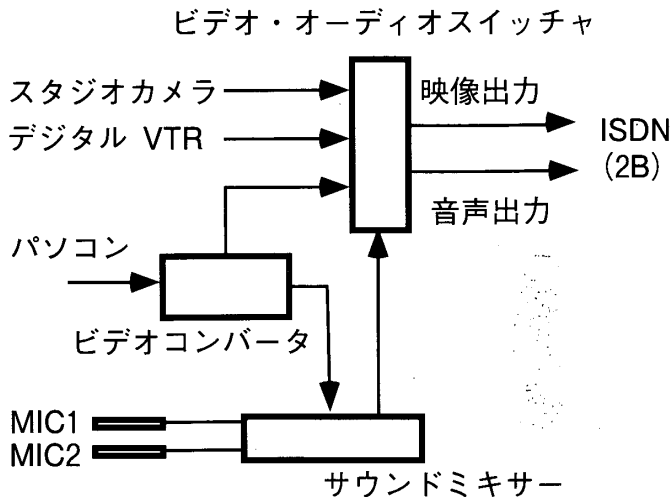 ビデオ・オーディオスイッチャ
スタジオカメラ
デジタル VTR
映像出力
ISDN
(2B)
音声出力
パソコン
ビデオコンバータ
MIC1
MIC2
サウンドミキサー